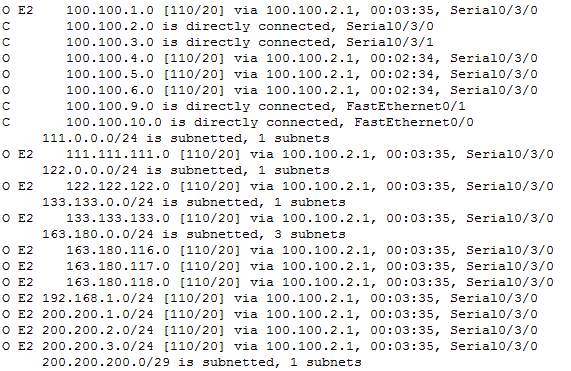 O E2    100.100.1.0 [110/20] via 100.100.2.1, 00:03:35, Serial0/3/0
C       100.100.2.0 is directly connected, Serial0/3/0
C       100.100.3.0 is directly connected, Serial0/3/1
O       100.100.4.0 [110/20] via 100.100.2.1, 00:02:34, Serial0/3/0
O       100.100.5.0 [110/20] via 100.100.2.1, 00:02:34, Serial0/3/0
O       100.100.6.0 [110/20] via 100.100.2.1, 00:02:34, Serial0/3/0
C       100.100.9.0 is directly connected, FastEthernet0/1
C       100.100.10.0 is directly connected, FastEthernet0/0
     111.0.0.0/24 is subnetted, 1 subnets
O E2    111.111.111.0 [110/20] via 100.100.2.1, 00:03:35, Serial0/3/0
     122.0.0.0/24 is subnetted, 1 subnets
O E2    122.122.122.0 [110/20] via 100.100.2.1, 00:03:35, Serial0/3/0
     133.133.0.0/24 is subnetted, 1 subnets
O E2    133.133.133.0 [110/20] via 100.100.2.1, 00:03:35, Serial0/3/0
     163.180.0.0/24 is subnetted, 3 subnets
O E2    163.180.116.0 [110/20] via 100.100.2.1, 00:03:35, Serial0/3/0
O E2    163.180.117.0 [110/20] via 100.100.2.1, 00:03:35, Serial0/3/0
O E2    163.180.118.0 [110/20] via 100.100.2.1, 00:03:35, Serial0/3/0
O E2 192.168.1.0/24 [110/20] via 100.100.2.1, 00:03:35, Serial0/3/0
O E2 200.200.1.0/24 [110/20] via 100.100.2.1, 00:03:35, Serial0/3/0
O E2 200.200.2.0/24 [110/20] via 100.100.2.1, 00:03:35, Serial0/3/0
O E2 200.200.3.0/24 [110/20] via 100.100.2.1, 00:03:35, Serial0/3/0
     200.200.200.0/29 is subnetted, 1 subnets